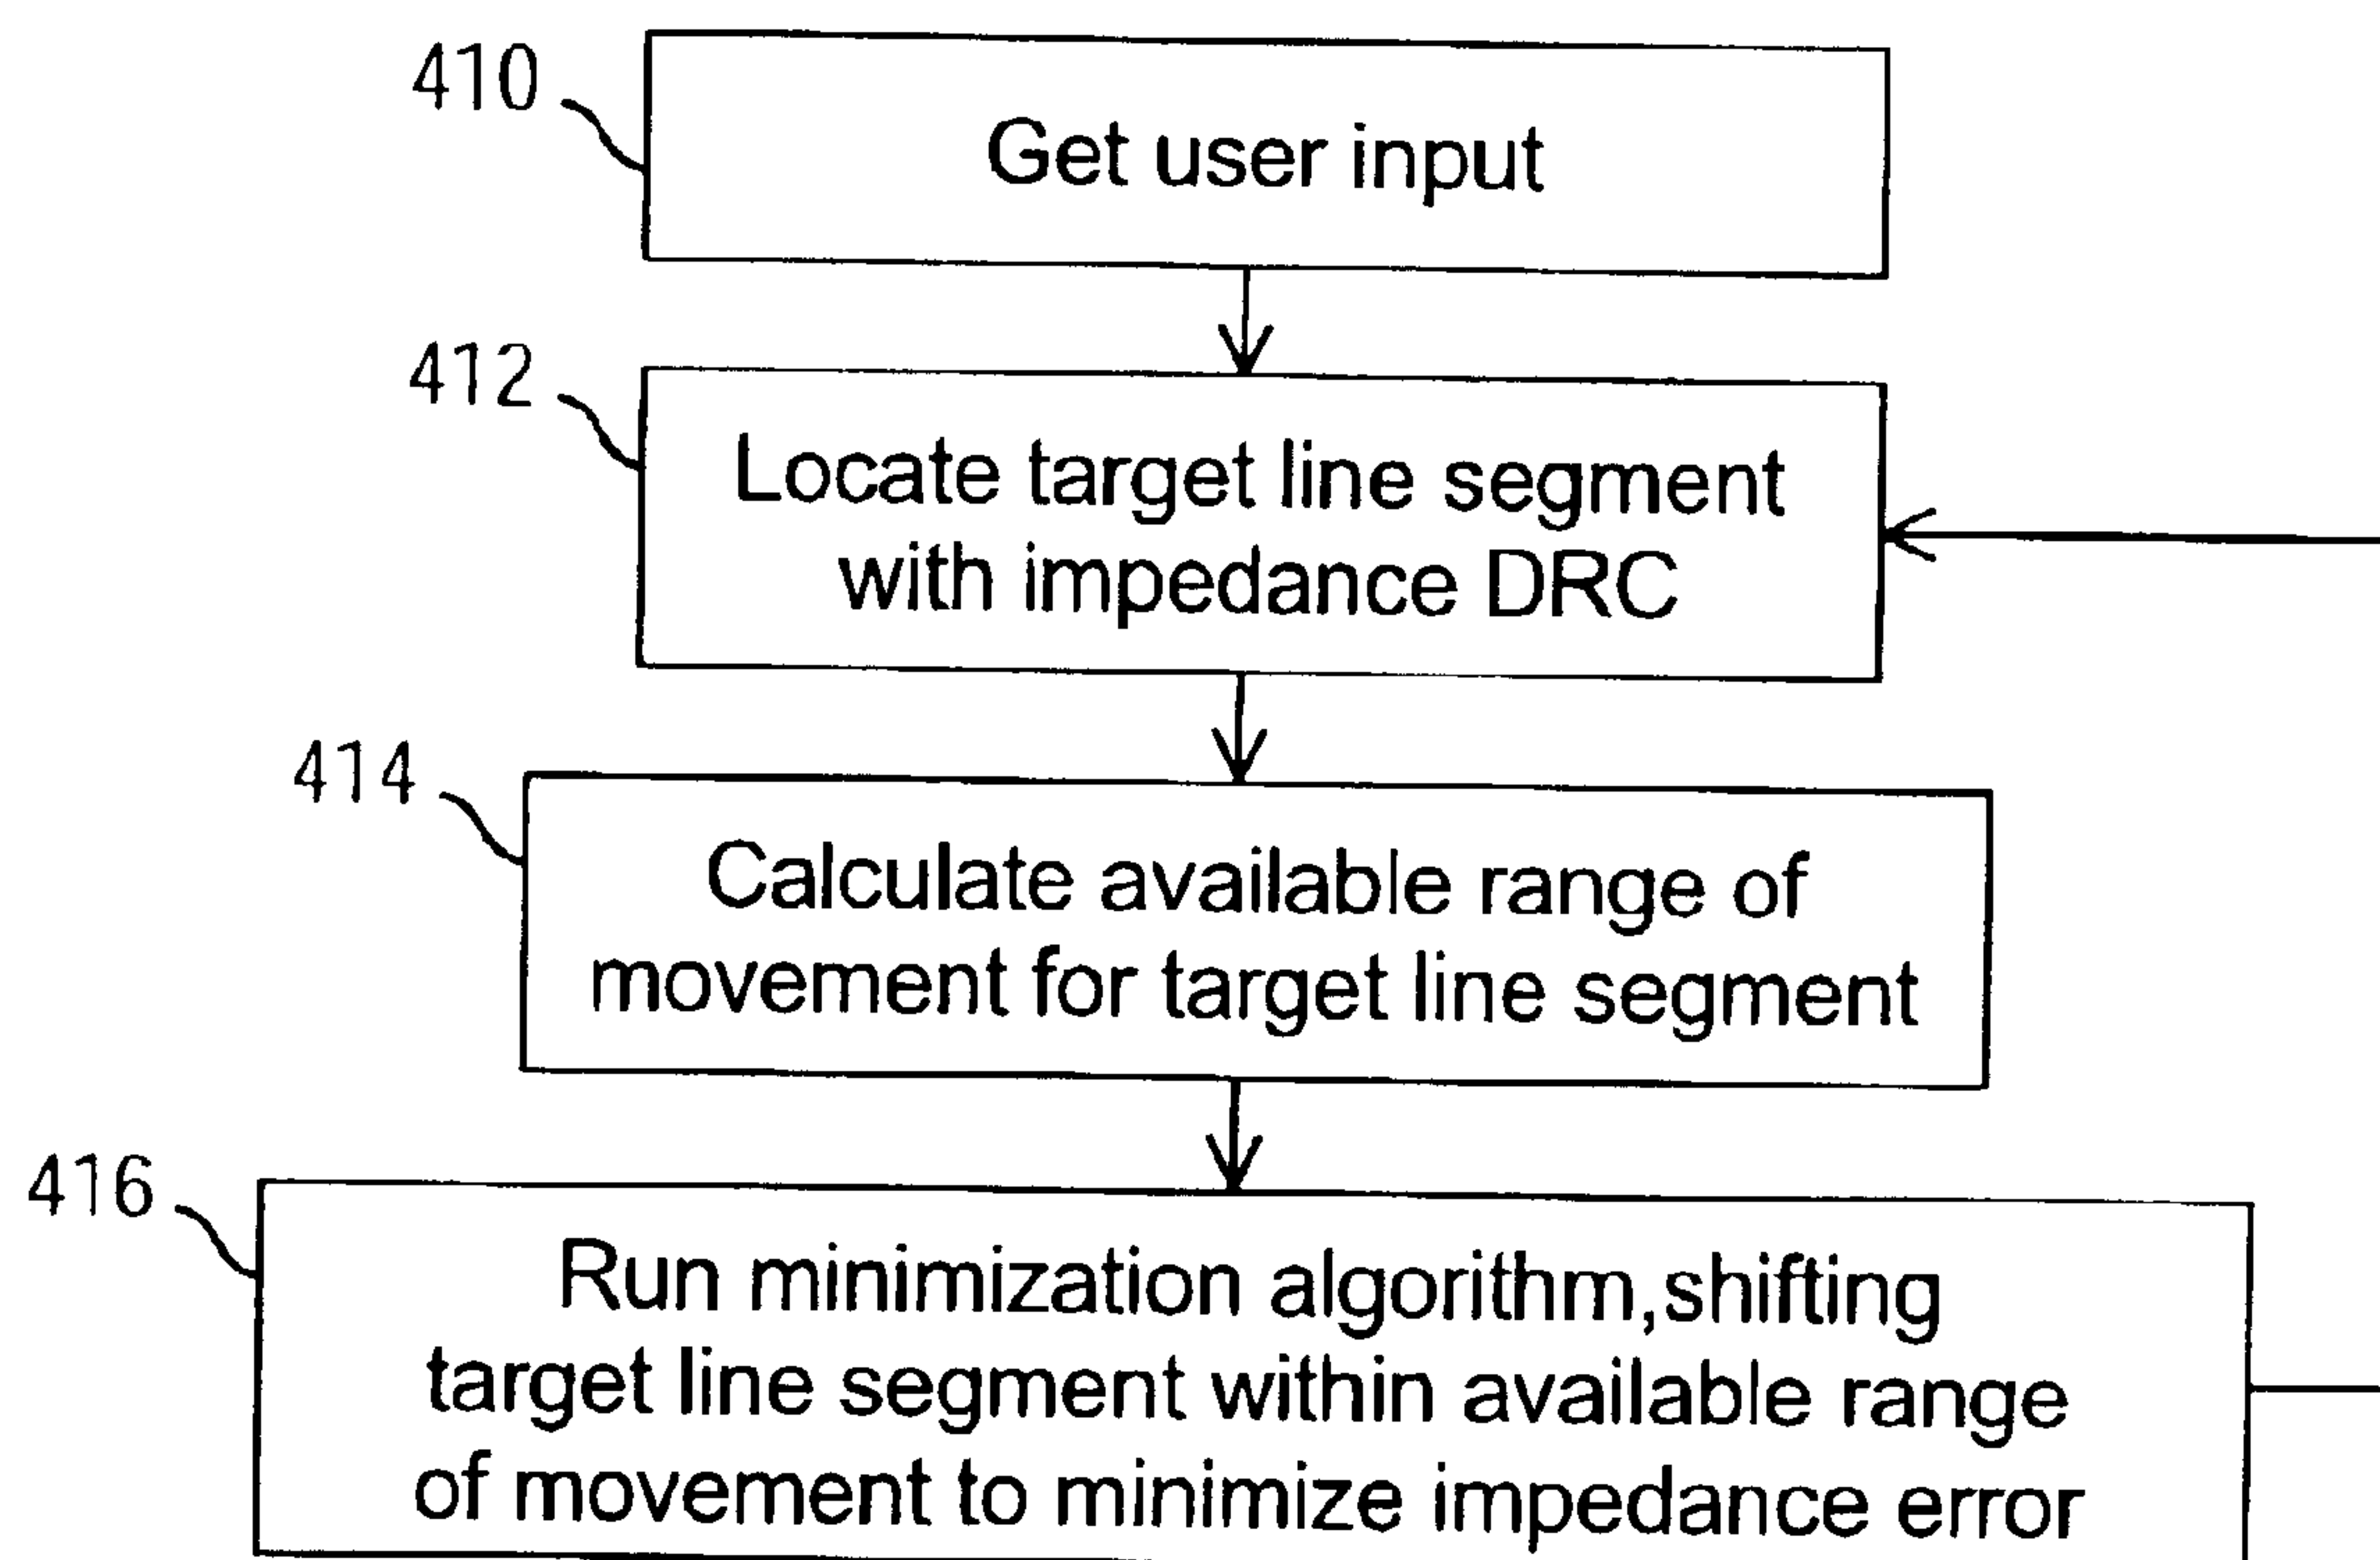 410
Get user input
412
Locate target line segment
with impedance DRC
414
Calculate available range of
movement for target line segment
416
Run minimization algorithm,shifting
target line segment within available range
of movement to minimize impedance error